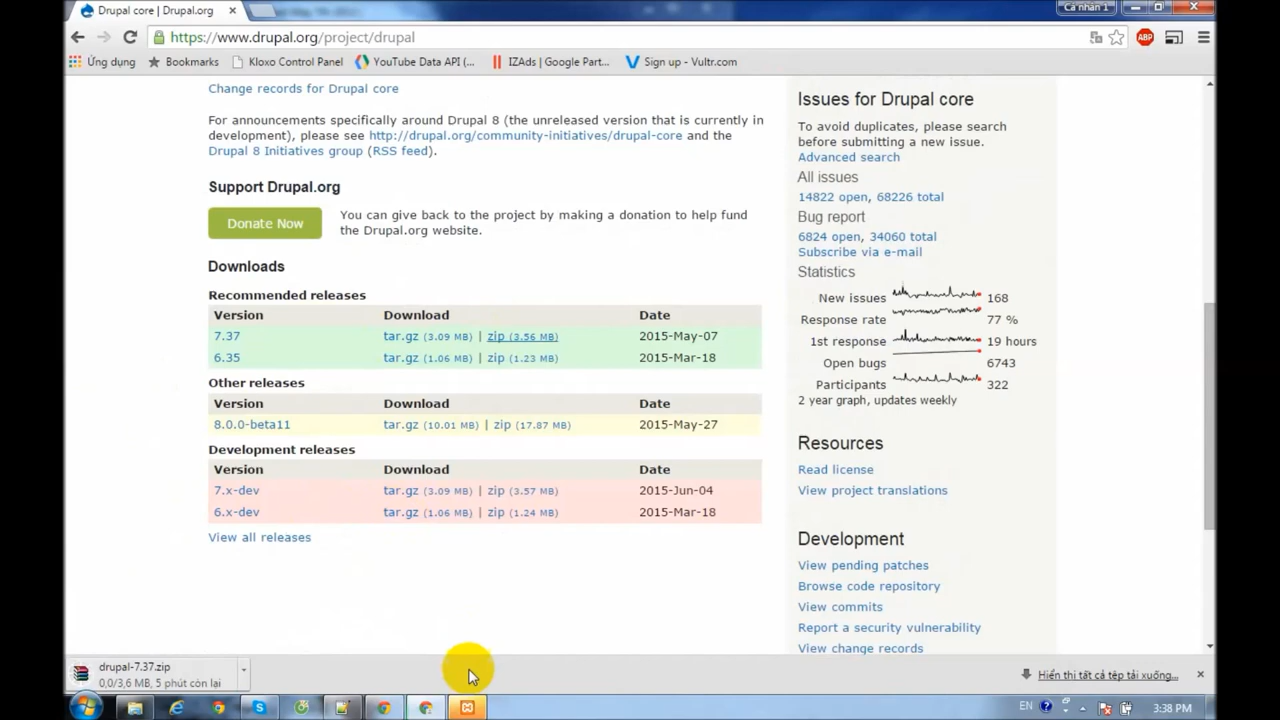 Drupal core | Drupal.org
Cá nhân 1
https://www.drupal.org/project/drupal
ABP
Ứng dụng Bookmarks Kloxo Control Panel YouTube Data API (... IZAds | Google Part... Sign up - Vultr.com
Change records for Drupal core
For announcements specifically around Drupal 8 (the unreleased version that is currently in
development), please see http://drupal.org/community-initiatives/drupal-core and the
Drupal 8 Initiatives group (RSS feed).
Support Drupal.org
Donate Now
You can give back to the project by making a donation to help fund
the Drupal.org website.
Downloads
Recommended releases
Version Download Date
7.37 tar.gz (3.09 MB) | zip (3.56 MB) 2015-May-07
6.35 tar.gz (1.06 MB) | zip (1.23 MB) 2015-Mar-18
Other releases
Version Download Date
8.0.0-beta11 tar.gz (10.01 MB) | zip (17.87 MB) 2015-May-27
Development releases
Version Download Date
7.x-dev tar.gz (3.09 MB) | zip (3.57 MB) 2015-Jun-04
6.x-dev tar.gz (1.06 MB) | zip (1.24 MB) 2015-Mar-18
View all releases
Issues for Drupal core
To avoid duplicates, please search
before submitting a new issue.
Advanced search
All issues
14822 open, 68226 total
Bug report
6824 open, 34060 total
Subscribe via e-mail
Statistics
New issues 168
Response rate 77 %
1st response 19 hours
Open bugs 6743
Participants 322
2 year graph, updates weekly
Resources
Read license
View project translations
Development
View pending patches
Browse code repository
View commits
Report a security vulnerability
View change records
drupal-7.37.zip
0,0/3,6 MB, 5 phút còn lại
Hiển thị tất cả tệp tải xuống...
EN 3:38 PM